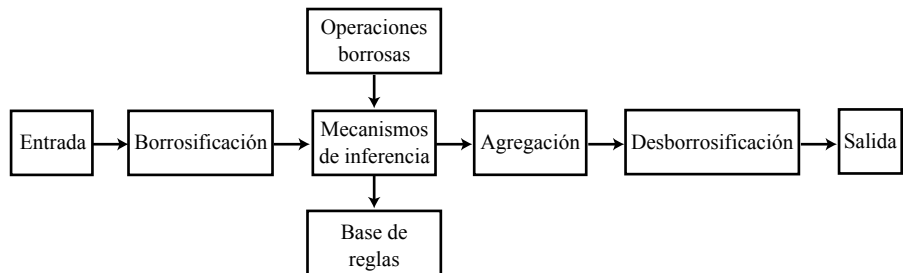 Operaciones
borrosas
Entrada
Borrosificación
Mecanismos
de inferencia
Agregación
Desborrosificación
Salida
Base de
reglas